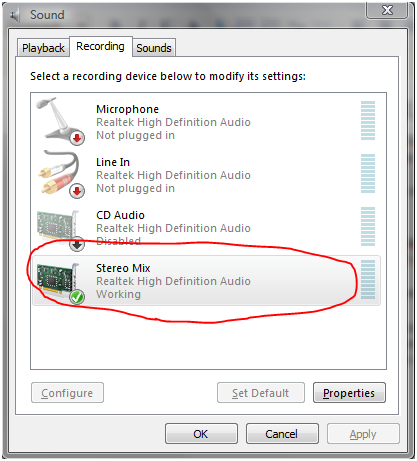 Sound
Playback Recording Sounds
Select a recording device below to modify its settings:
Microphone
Realtek High Definition Audio
Not plugged in
Line In
Realtek High Definition Audio
Not plugged in
CD Audio
Realtek High Definition Audio
Disabled
Stereo Mix
Realtek High Definition Audio
Working
Configure Set Default Properties
OK Cancel Apply